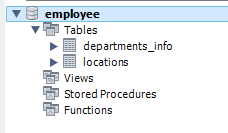 employee
Tables
departments_info
locations
Views
Stored Procedures
Functions